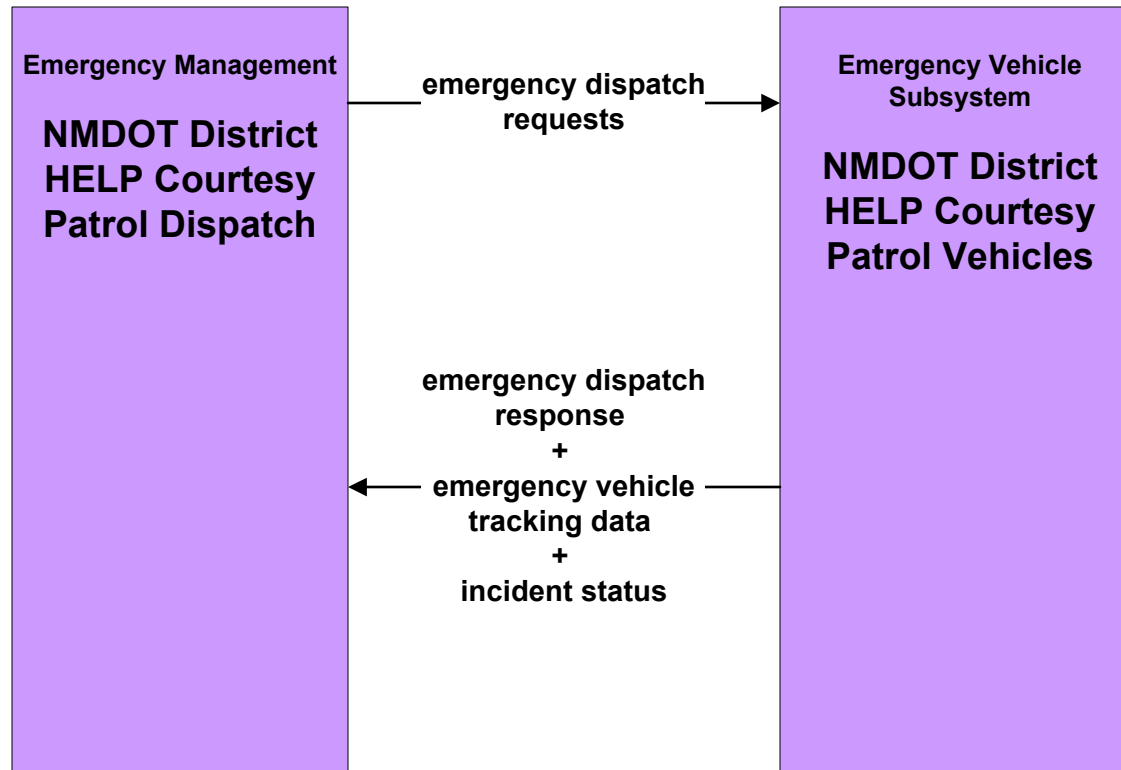 Emergency Management
NMDOT District
HELP Courtesy
Patrol Dispatch
emergency dispatch
requests
emergency dispatch
response
+
emergency vehicle
tracking data
+
incident status
Emergency Vehicle
Subsystem
NMDOT District
HELP Courtesy
Patrol Vehicles